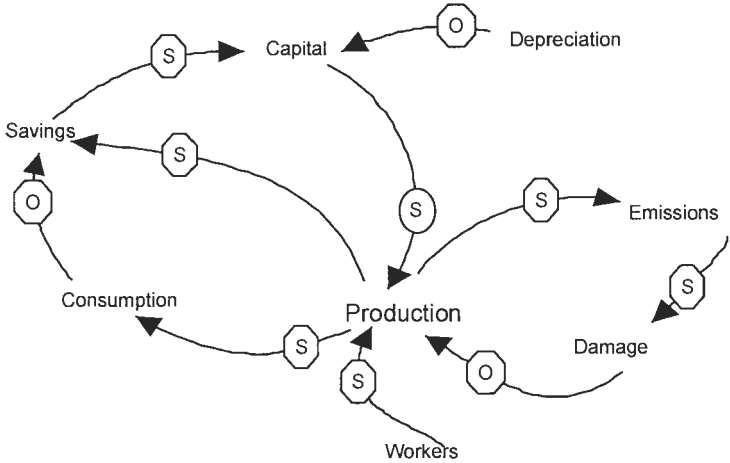 Capital
O
Depreciation
S
Savings
S
S
S
Emissions
O
S
Consumption
Production
S
Damage
S
O
Workers